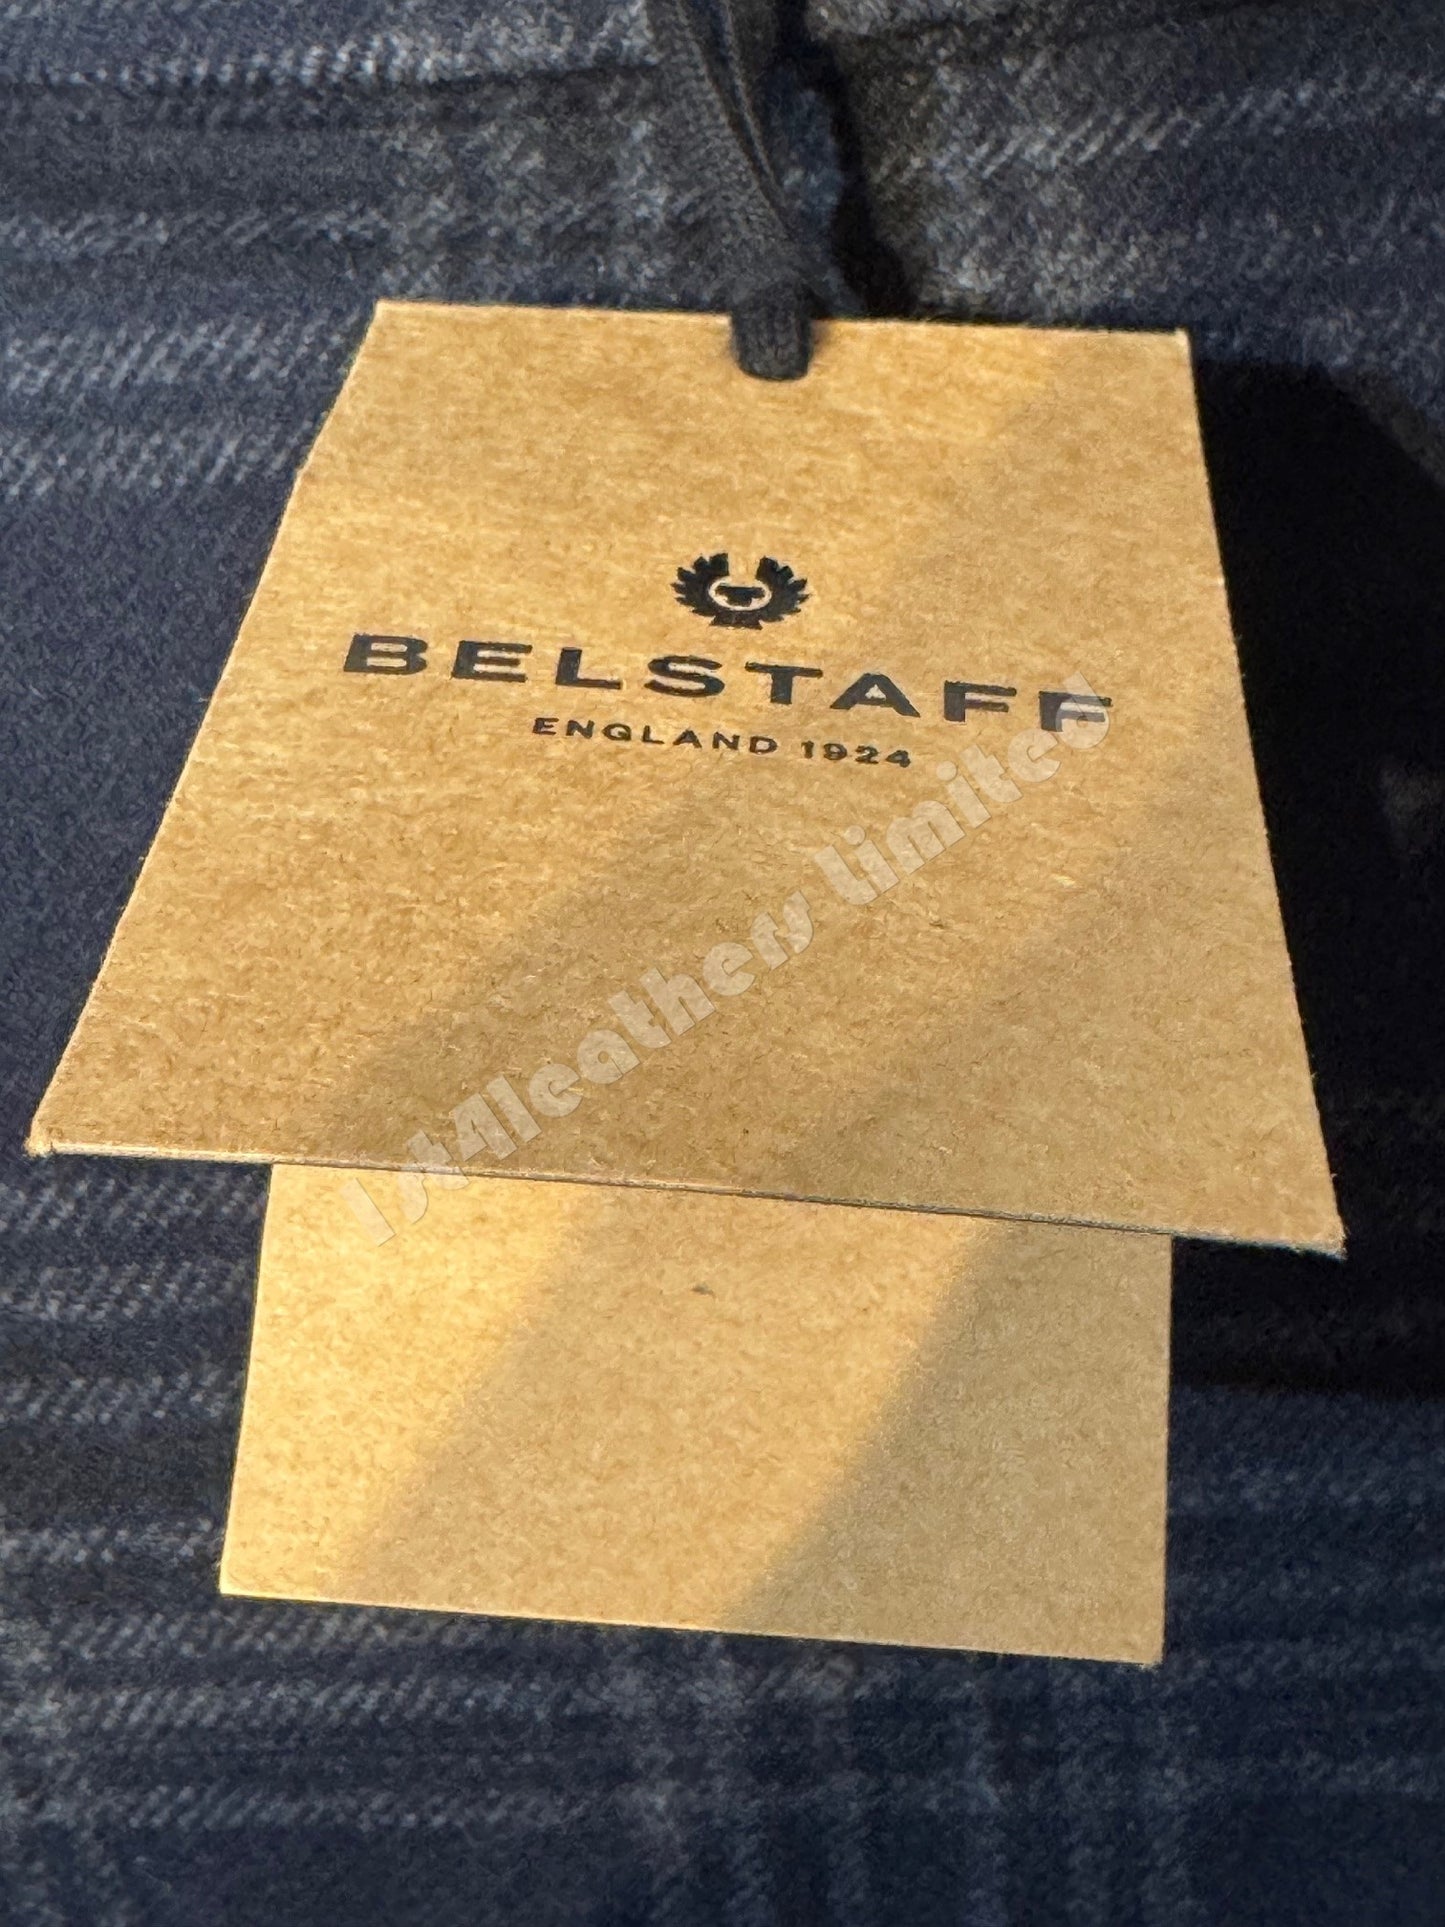 BELSTAFF
ENGLAND 1924
1st4leathers limited